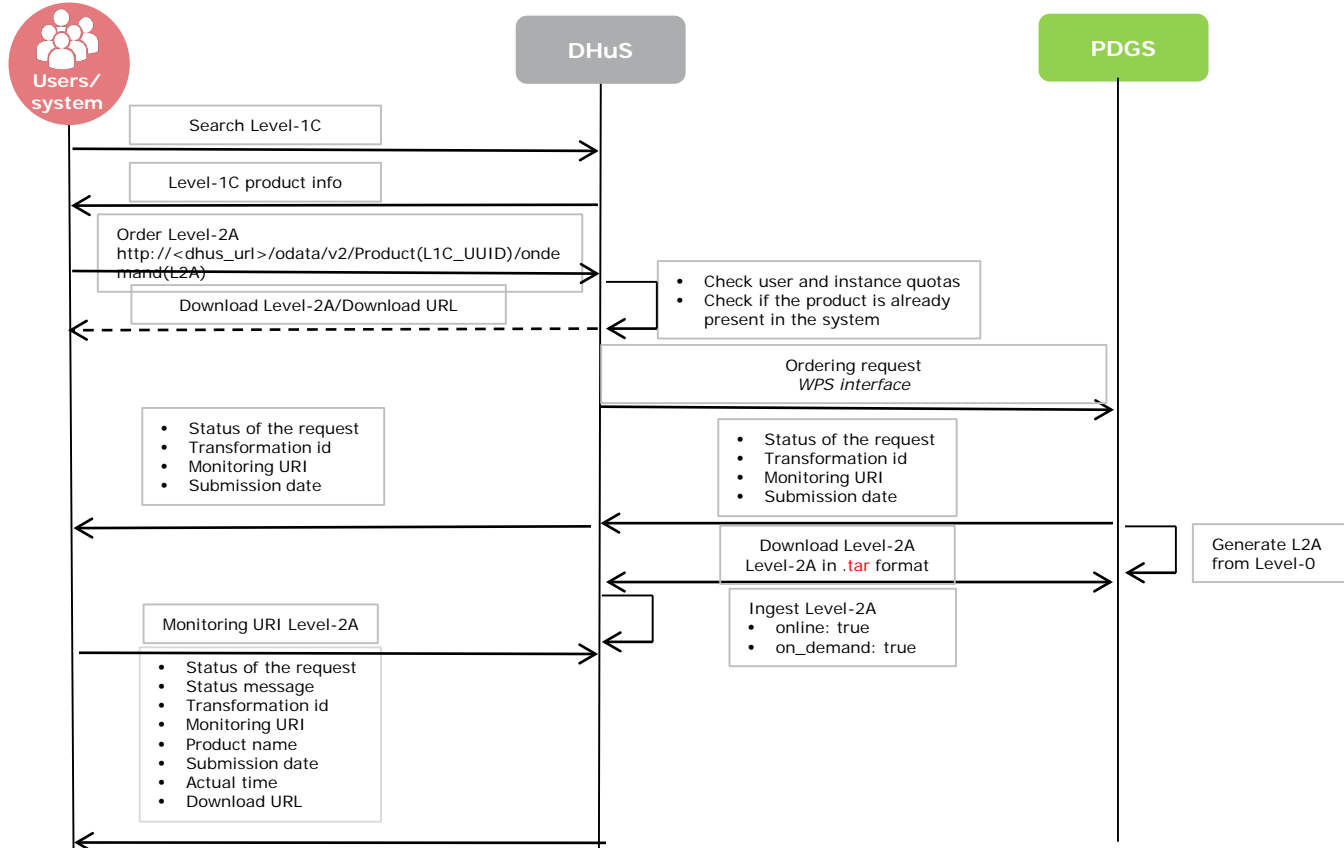 Users/
system
DHuS
PDGS
Search Level-1C
Level-1C product info
Order Level-2A
http://<dhus_url>/odata/v2/Product(L1C_UUID)/onde
mand(L2A)
• Check user and instance quotas
• Check if the product is already
present in the system
Download Level-2A/Download URL
Ordering request
WPS interface
• Status of the request
• Transformation id
• Monitoring URI
• Submission date
• Status of the request
• Transformation id
• Monitoring URI
• Submission date
Generate L2A
from Level-0
Download Level-2A
Level-2A in .tar format
Ingest Level-2A
• online: true
• on_demand: true
Monitoring URI Level-2A
• Status of the request
• Status message
• Transformation id
• Monitoring URI
• Product name
• Submission date
• Actual time
• Download URL